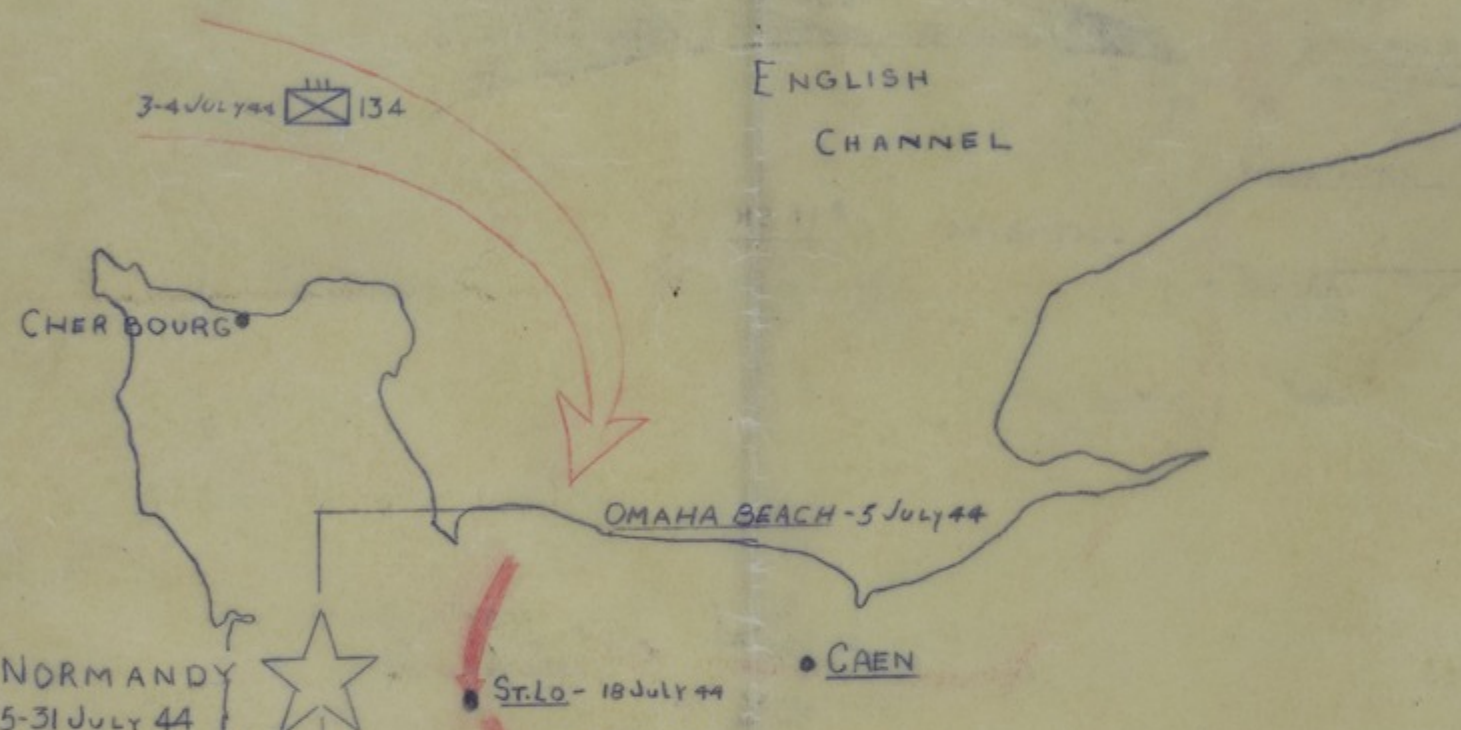 ENGLISH
CHANNEL
3-4 JULY 44 134
CHERBOURG
OMAHA BEACH - 5 JULY 44
CAEN
NORMANDY
5-31 JULY 44
ST. LO - 18 JULY 44